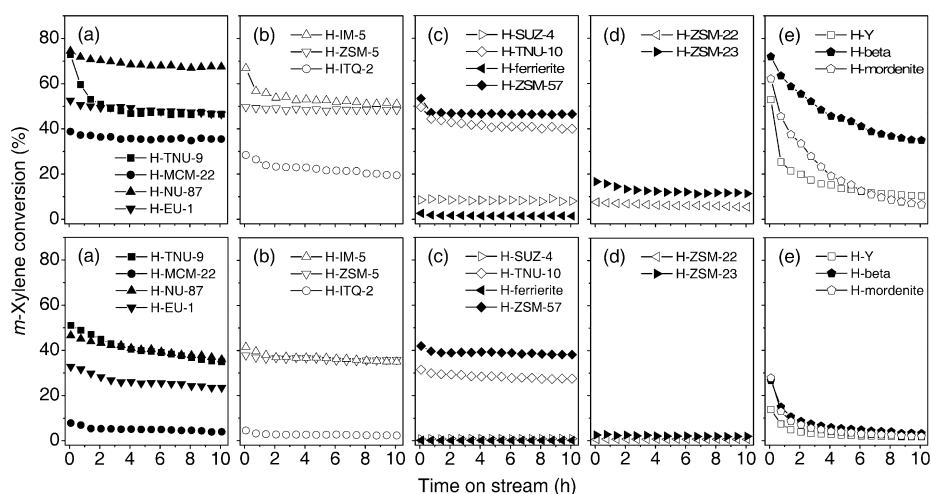 m-Xylene conversion (%)
80
60
40
20
0
(a)
H-TNU-9
H-MCM-22
H-NU-87
H-EU-1
(b)
H-IM-5
H-ZSM-5
H-ITQ-2
(c)
H-SUZ-4
H-TNU-10
H-ferrierite
H-ZSM-57
(d)
H-ZSM-22
H-ZSM-23
(e)
H-Y
H-beta
H-mordenite
80
60
40
20
0
(a)
H-TNU-9
H-MCM-22
H-NU-87
H-EU-1
(b)
H-IM-5
H-ZSM-5
H-ITQ-2
(c)
H-SUZ-4
H-TNU-10
H-ferrierite
H-ZSM-57
(d)
H-ZSM-22
H-ZSM-23
(e)
H-Y
H-beta
H-mordenite
0 2 4 6 8 10 0 2 4 6 8 10 0 2 4 6 8 10 0 2 4 6 8 10 0 2 4 6 8 10
Time on stream (h)